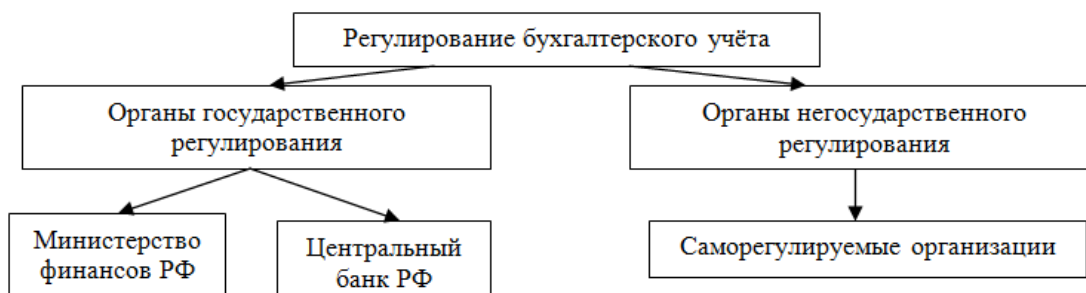 Регулирование бухгалтерского учёта
Органы государственного
регулирования
Органы негосударственного
регулирования
Министерство
финансов РФ
Центральный
банк РФ
Саморегулируемые организации